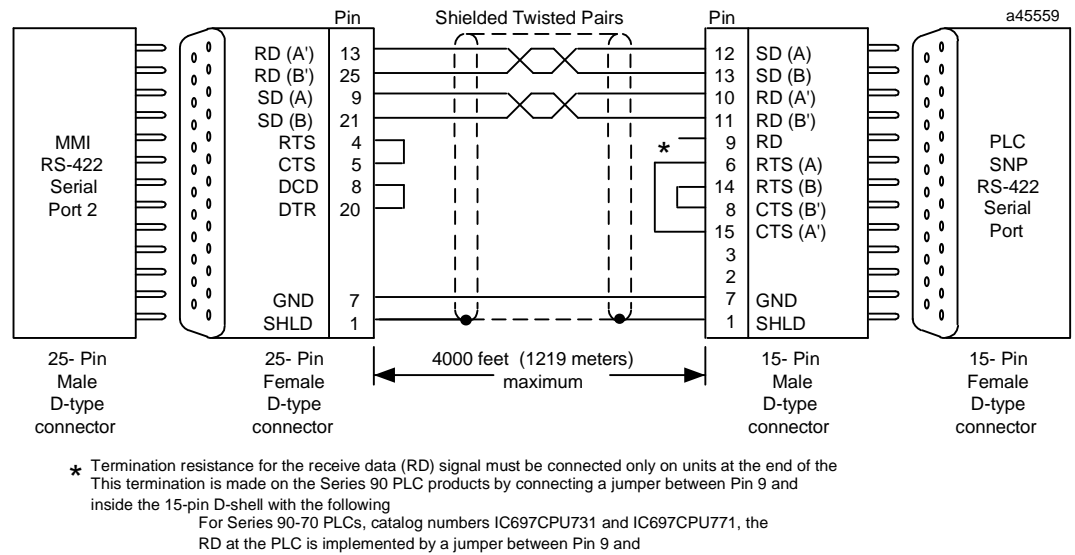 Pin Shielded Twisted Pairs Pin a45559
RD (A') 13 12 SD (A)
RD (B') 25 13 SD (B)
SD (A) 9 10 RD (A')
SD (B) 21 11 RD (B')
RTS 4 * 9 RD
CTS 5 6 RTS (A)
DCD 8 14 RTS (B)
DTR 20 8 CTS (B')
15 CTS (A')
3
2
GND 7 7 GND
SHLD 1 1 SHLD
MMI
RS-422
Serial
Port 2
PLC
SNP
RS-422
Serial
Port
25- Pin
Male
D-type
connector
25- Pin
Female
D-type
connector
4000 feet (1219 meters)
maximum
15- Pin
Male
D-type
connector
15- Pin
Female
D-type
connector
* Termination resistance for the receive data (RD) signal must be connected only on units at the end of the
This termination is made on the Series 90 PLC products by connecting a jumper between Pin 9 and
inside the 15-pin D-shell with the following
For Series 90-70 PLCs, catalog numbers IC697CPU731 and IC697CPU771, the
RD at the PLC is implemented by a jumper between Pin 9 and